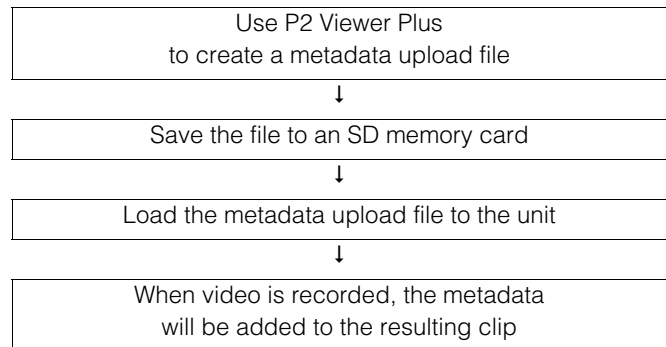 Use P2 Viewer Plus
to create a metadata upload file
↓
Save the file to an SD memory card
↓
Load the metadata upload file to the unit
↓
When video is recorded, the metadata
will be added to the resulting clip